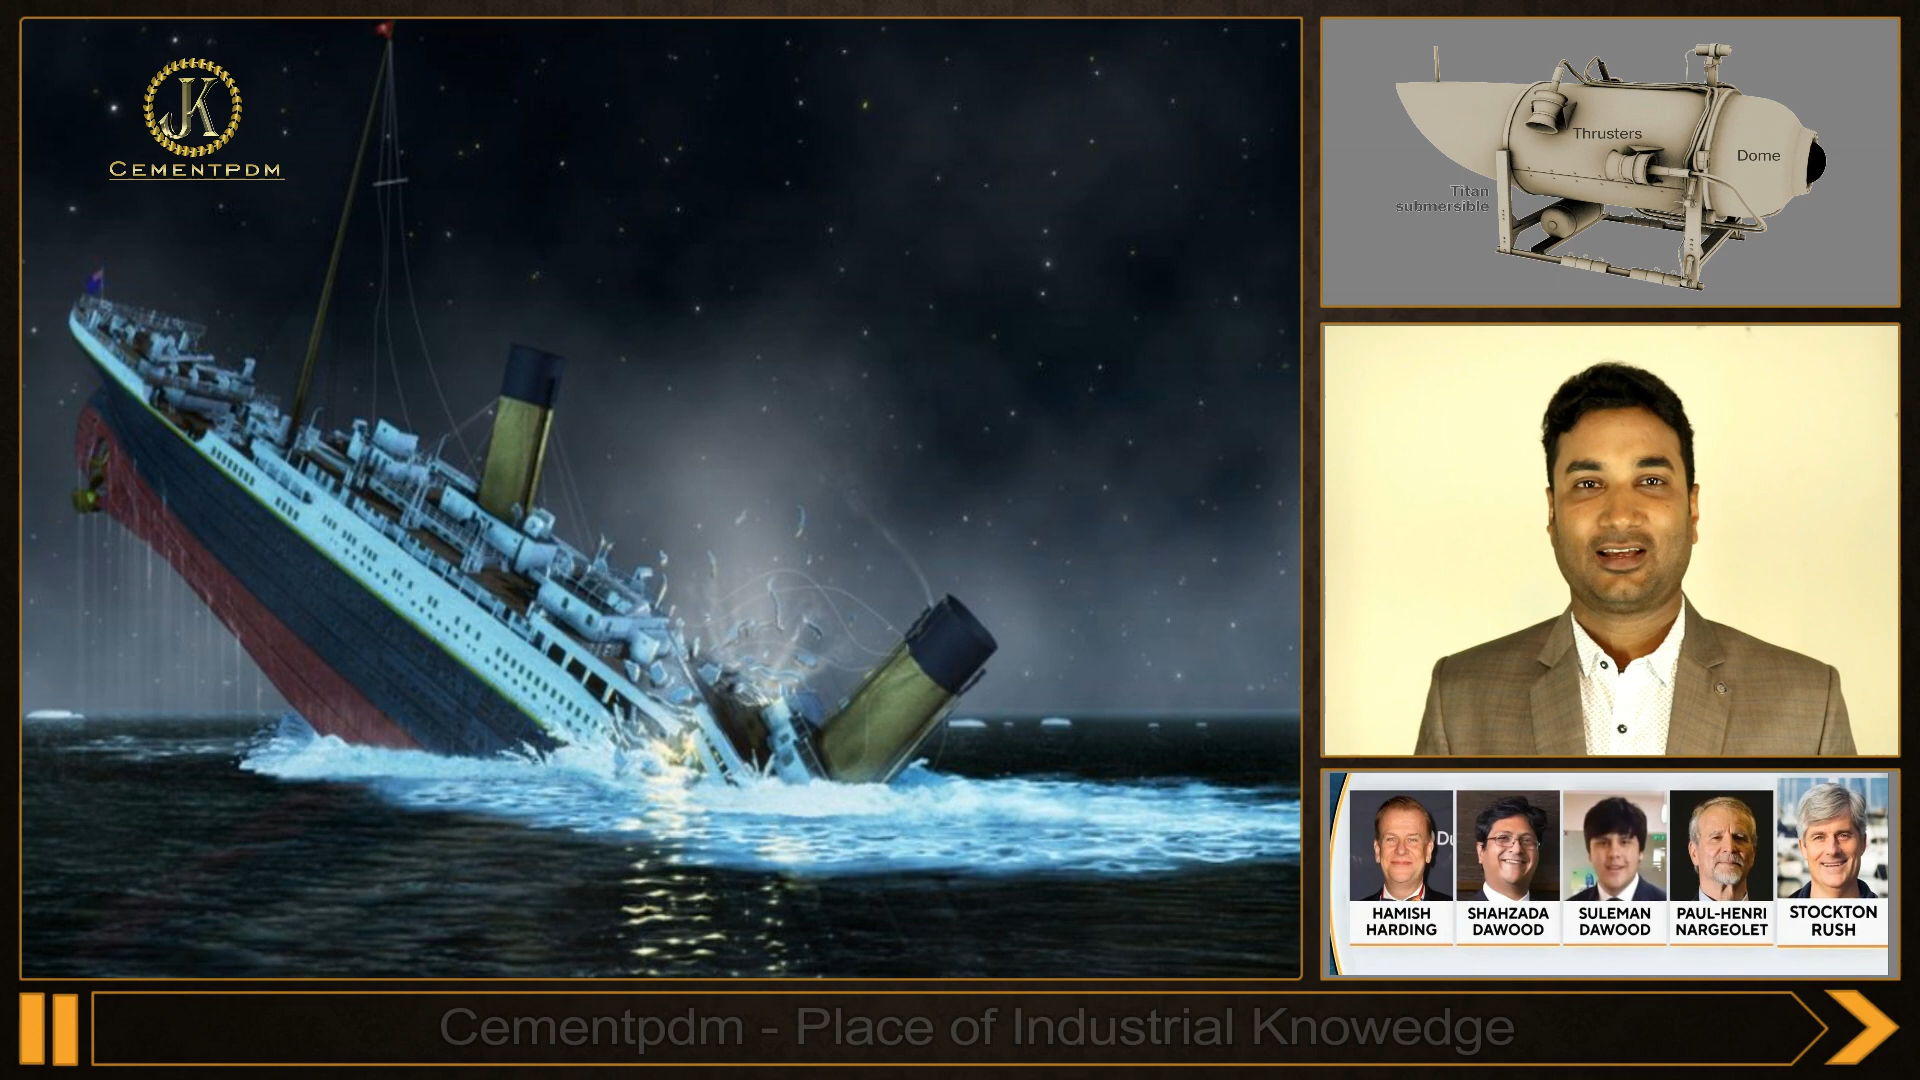 JK
CEMENTPDM
Thrusters
Dome
Titan
submersible
HAMISH
HARDING
SHAHZADA
DAWOOD
SULEMAN
DAWOOD
PAUL-HENRI
NARGEOLET
STOCKTON
RUSH
Cementpdm - Place of Industrial Knowedge